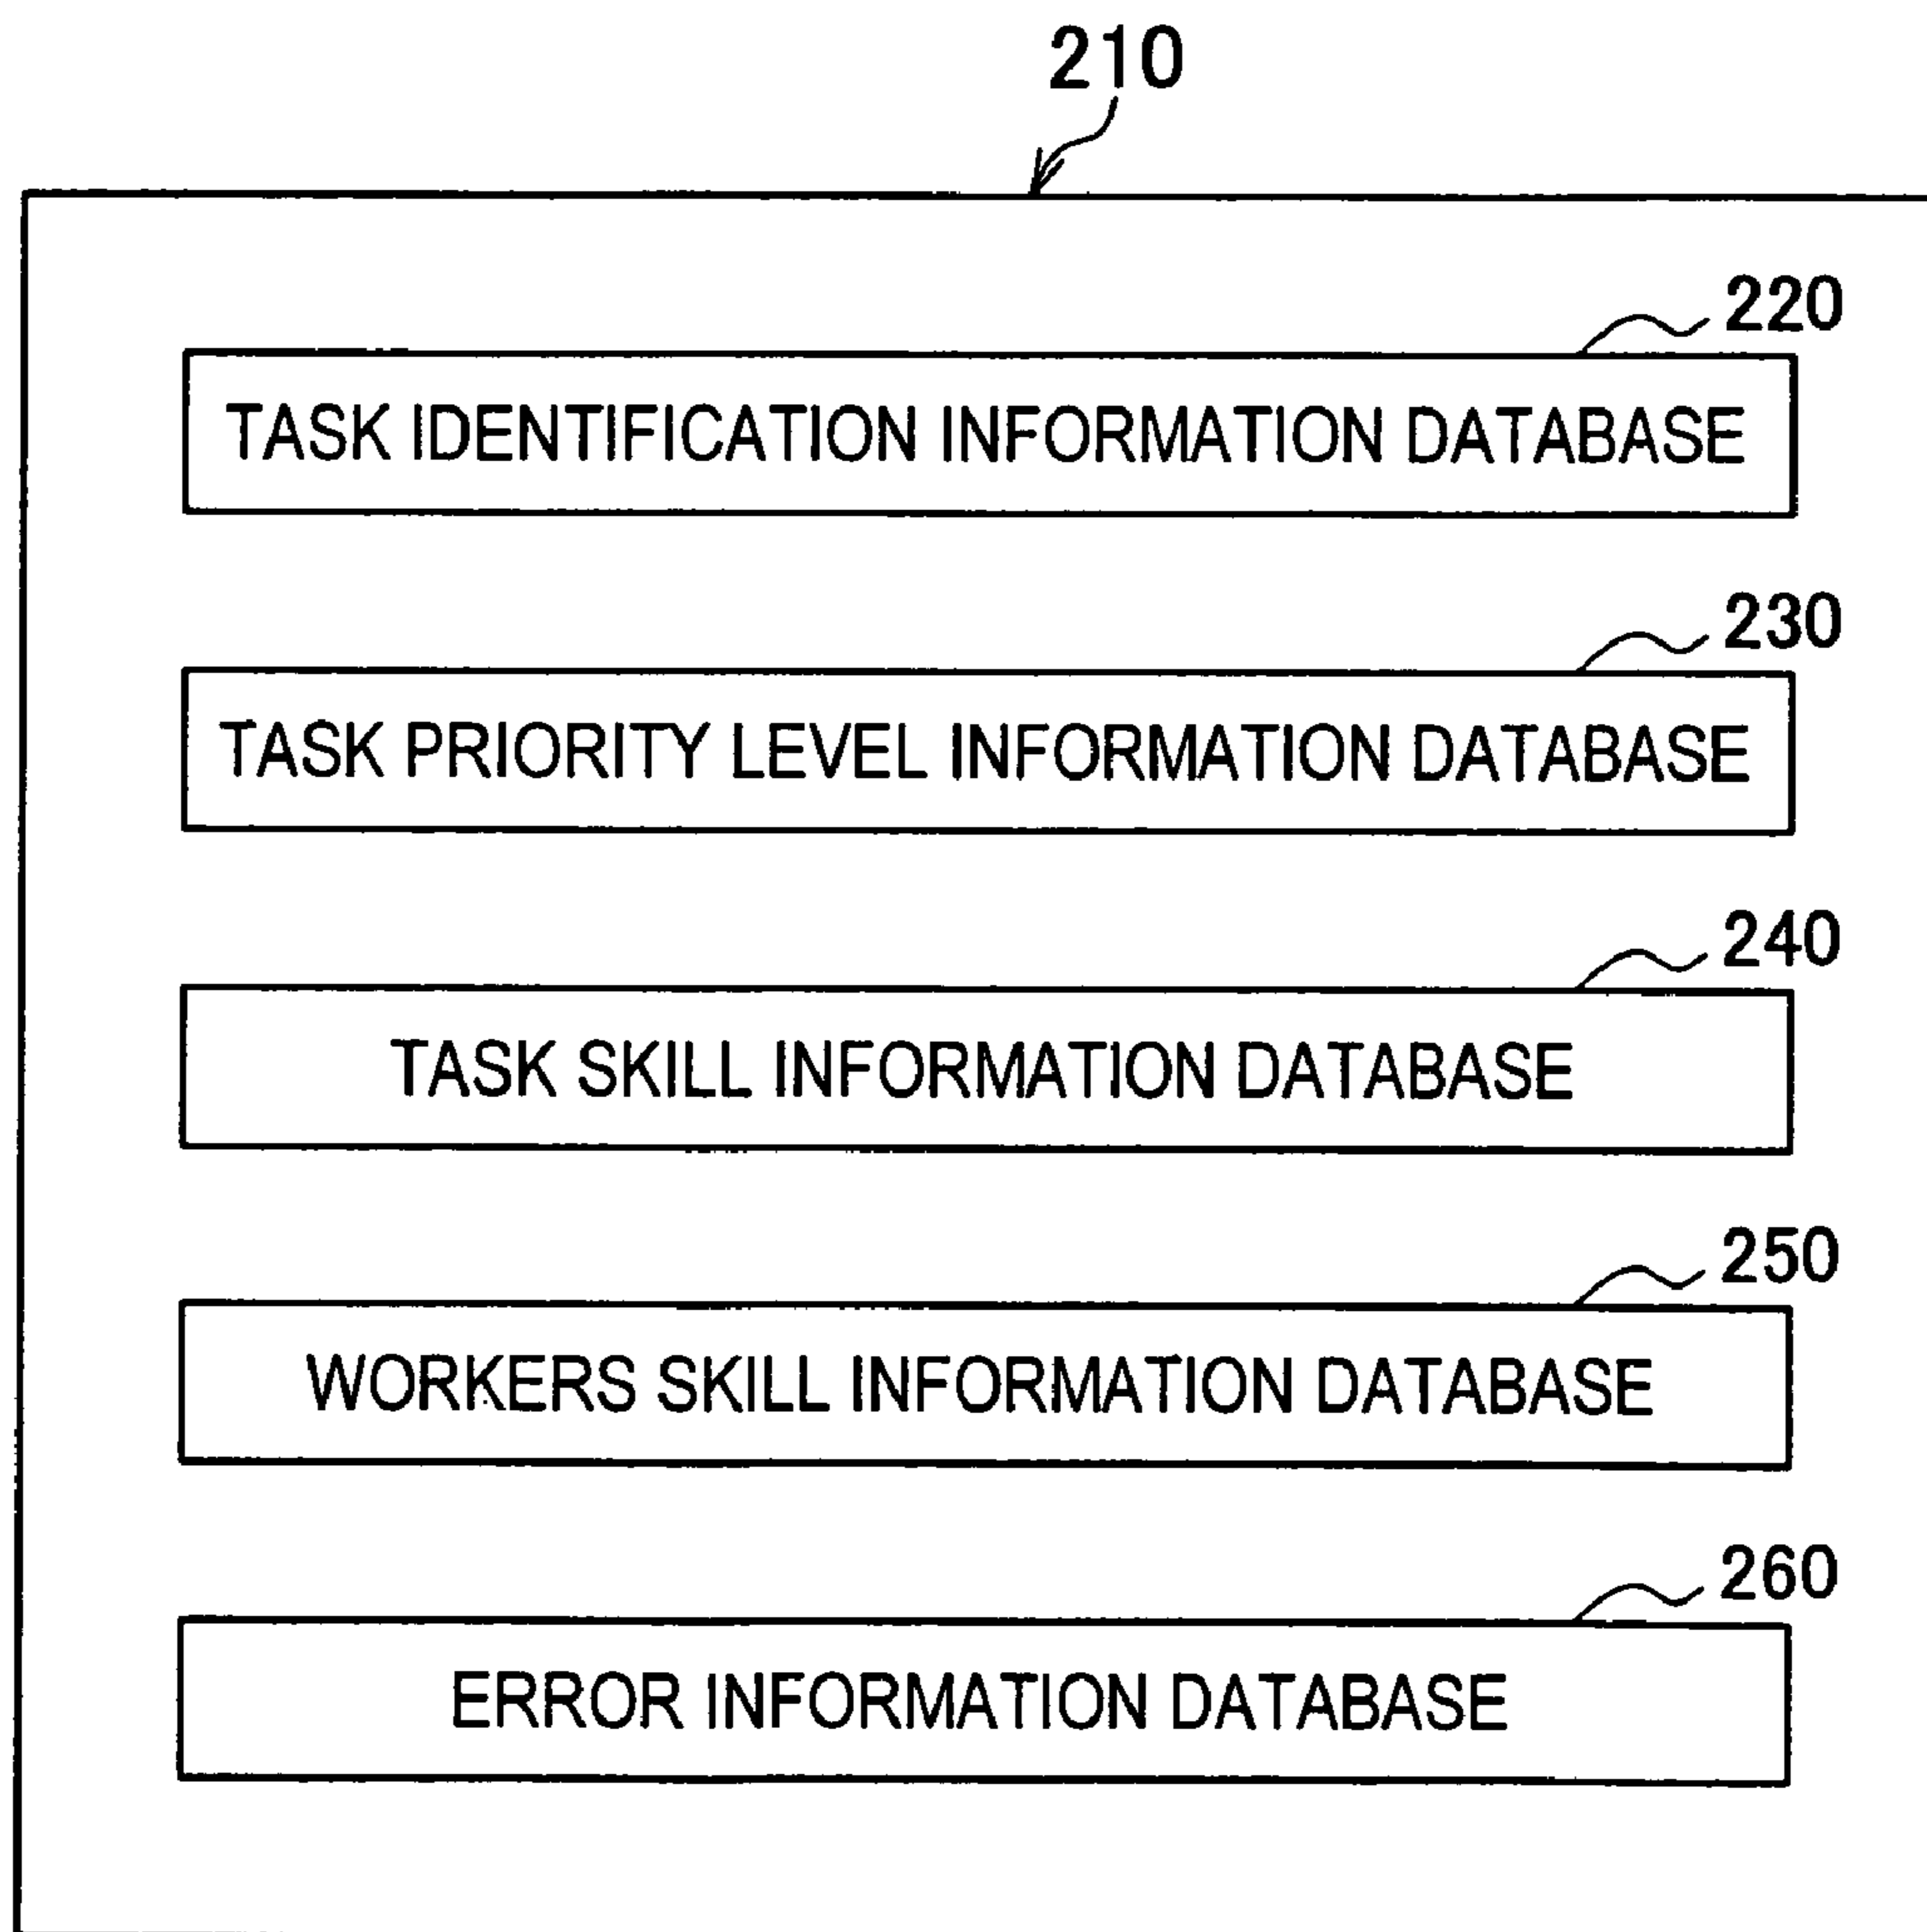 210
220
TASK IDENTIFICATION INFORMATION DATABASE
230
TASK PRIORITY LEVEL INFORMATION DATABASE
240
TASK SKILL INFORMATION DATABASE
250
WORKERS SKILL INFORMATION DATABASE
260
ERROR INFORMATION DATABASE